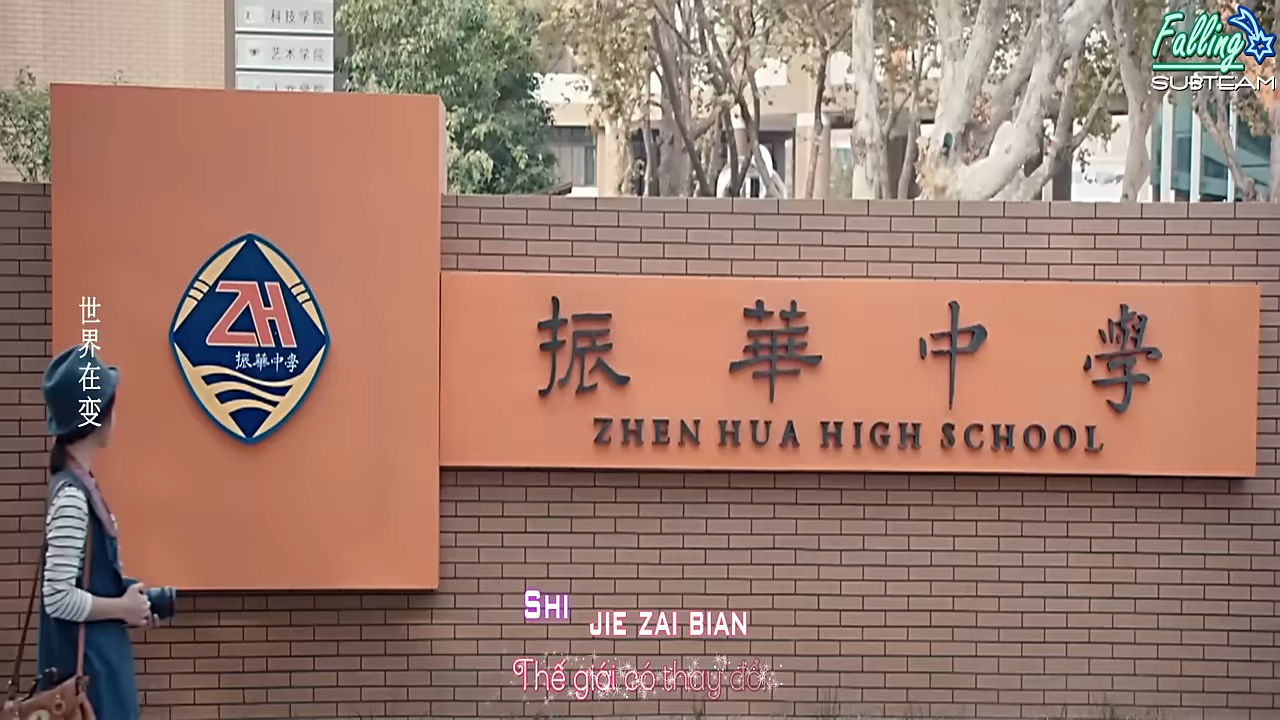 科技学院
艺术学院
Falling
SUBTEAM
ZH
振華中學
振華中學
ZHEN HUA HIGH SCHOOL
世界在变
SHI JIE ZAI BIAN
Thế giới có thay đổi